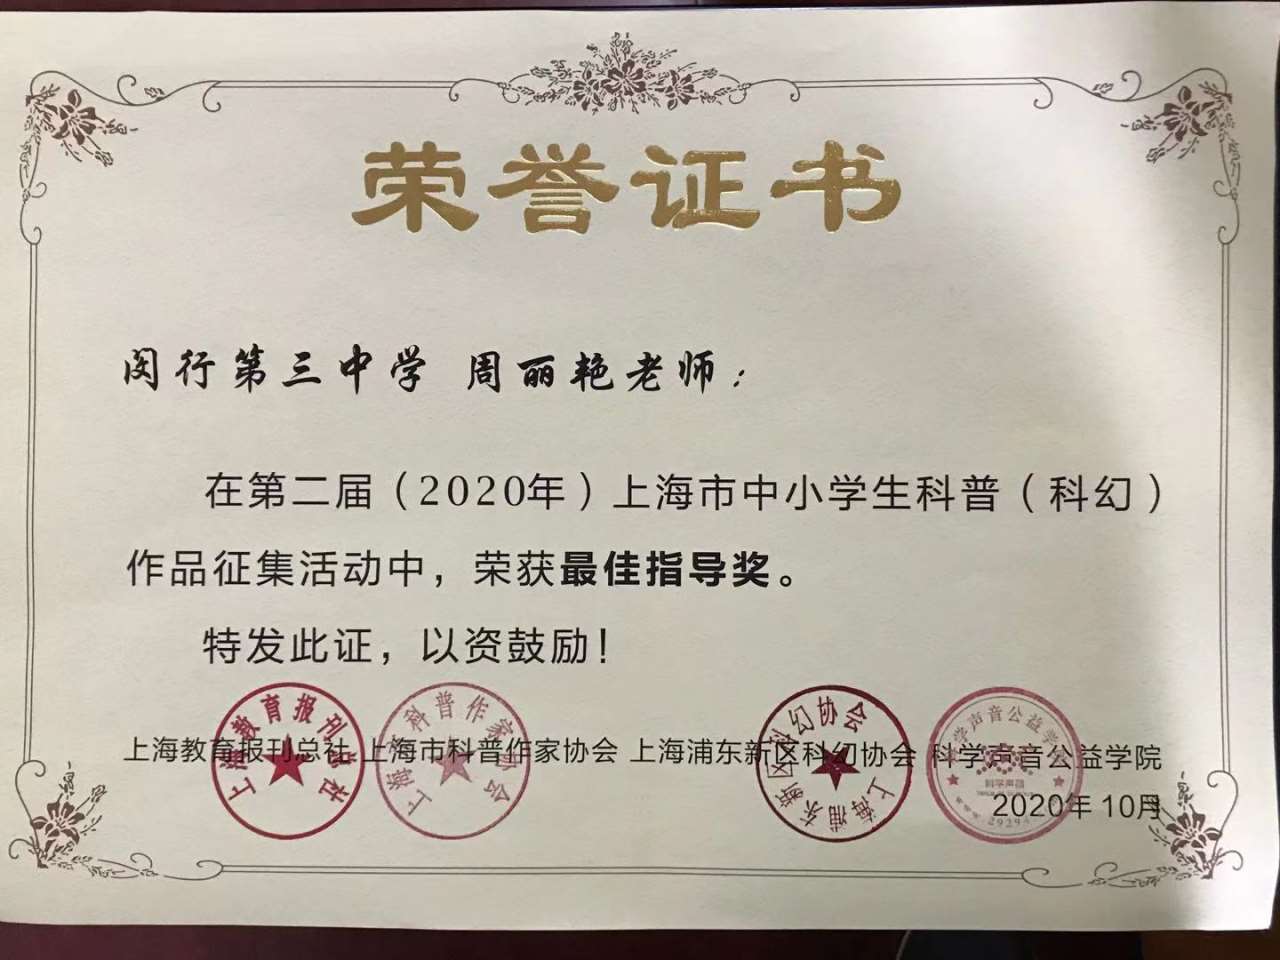 荣誉证书
闵行第三中学 周丽艳老师：
在第二届（2020年）上海市中小学生科普（科幻）
作品征集活动中，荣获最佳指导奖。
特发此证，以资鼓励！
上海教育报刊总社 上海市科普作家协会 上海浦东新区科幻协会 科学声音公益学院
2020年 10月
上海教育报刊总社
上海市科普作家协会
上海浦东新区科幻协会
科学声音公益学院